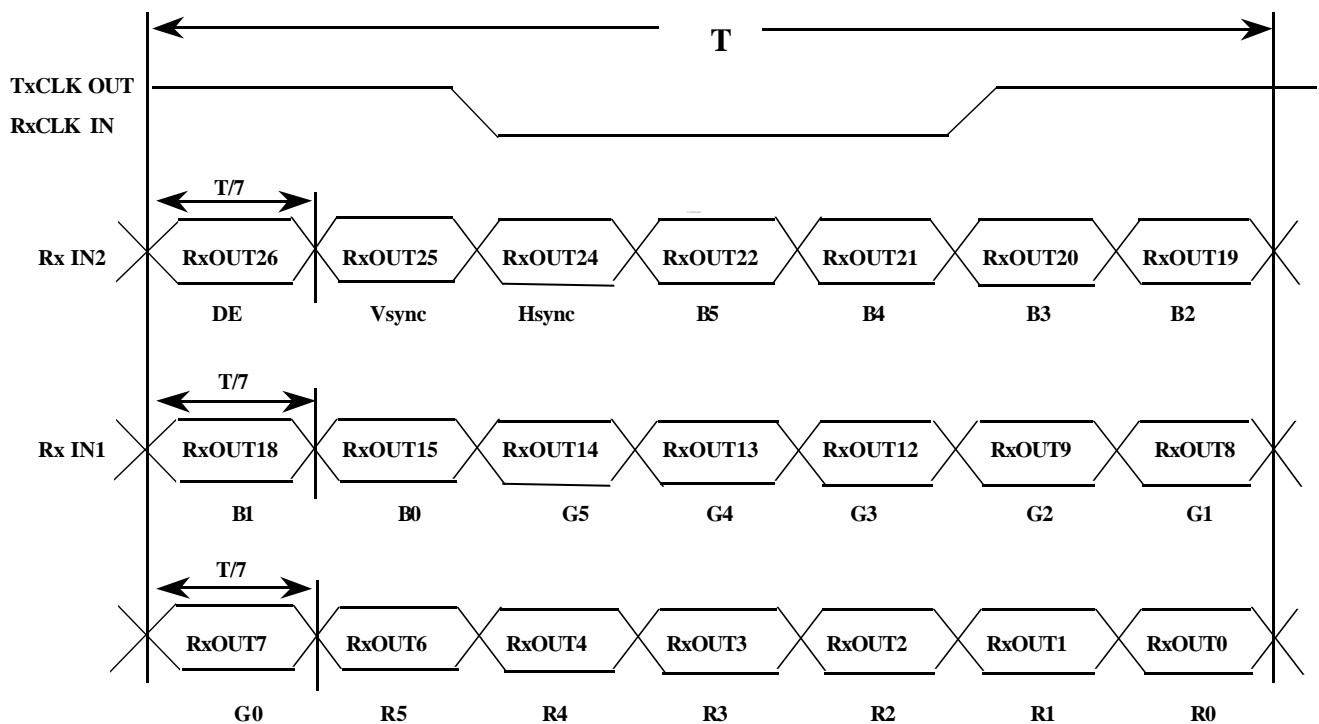 T
TxCLK OUT
RxCLK IN
T/7
Rx IN2 RxOUT26 RxOUT25 RxOUT24 RxOUT22 RxOUT21 RxOUT20 RxOUT19
DE Vsync Hsync B5 B4 B3 B2
T/7
Rx IN1 RxOUT18 RxOUT15 RxOUT14 RxOUT13 RxOUT12 RxOUT9 RxOUT8
B1 B0 G5 G4 G3 G2 G1
T/7
RxOUT7 RxOUT6 RxOUT4 RxOUT3 RxOUT2 RxOUT1 RxOUT0
G0 R5 R4 R3 R2 R1 R0